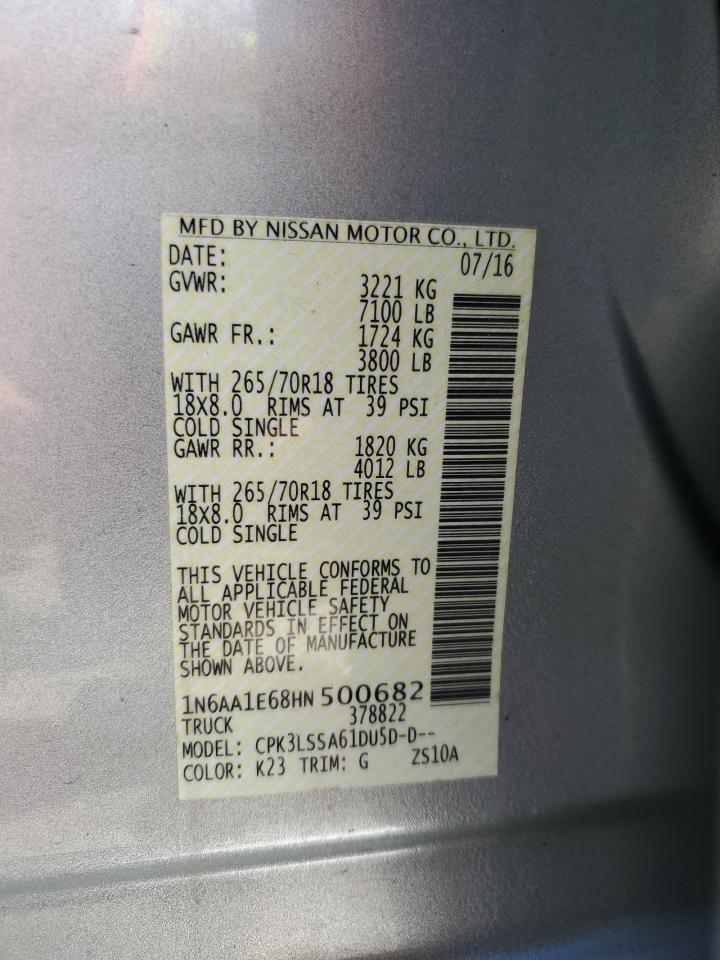 MFD BY NISSAN MOTOR CO., LTD.
DATE: 07/16
GVWR: 3221 KG
7100 LB
GAWR FR.: 1724 KG
3800 LB
WITH 265/70R18 TIRES
18X8.0 RIMS AT 39 PSI
COLD SINGLE
GAWR RR.: 1820 KG
4012 LB
WITH 265/70R18 TIRES
18X8.0 RIMS AT 39 PSI
COLD SINGLE
THIS VEHICLE CONFORMS TO
ALL APPLICABLE FEDERAL
MOTOR VEHICLE SAFETY
STANDARDS IN EFFECT ON
THE DATE OF MANUFACTURE
SHOWN ABOVE.
1N6AA1E68HN500682
TRUCK 378822
MODEL: CPK3LSSA61DU5D-D--
COLOR: K23 TRIM: G ZS10A